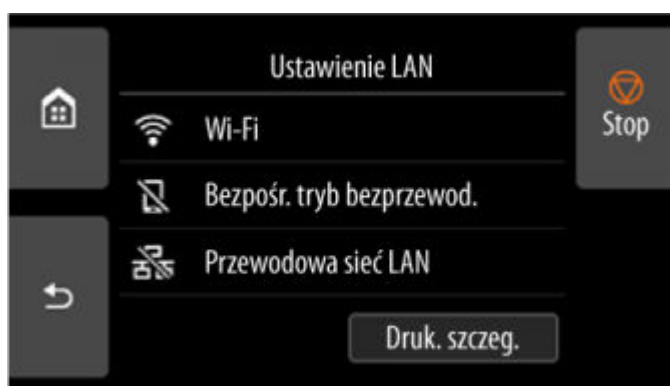 Ustawienie LAN
Stop
Wi-Fi
Bezpośr. tryb bezprzewod.
Przewodowa sieć LAN
Druk. szczeg.